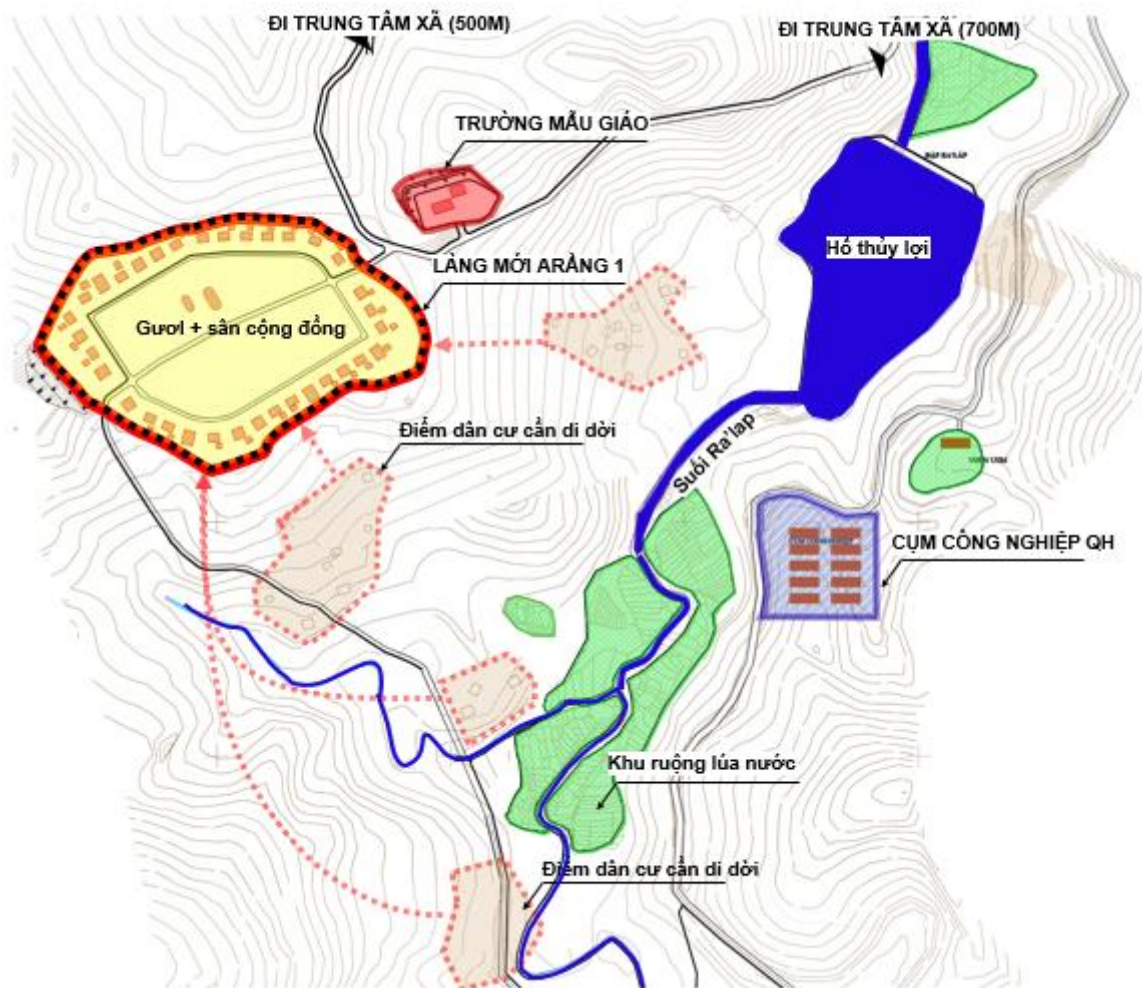 ĐI TRUNG TÂM XÃ (500M)
ĐI TRUNG TÂM XÃ (700M)
TRƯỜNG MẪU GIÁO
Hồ thủy lợi
LÀNG MỚI ARẦNG 1
Gươl + sân cộng đồng
Điểm dân cư cần di dời
Suối Ra'lap
CỤM CÔNG NGHIỆP QH
Khu ruộng lúa nước
Điểm dân cư cần di dời